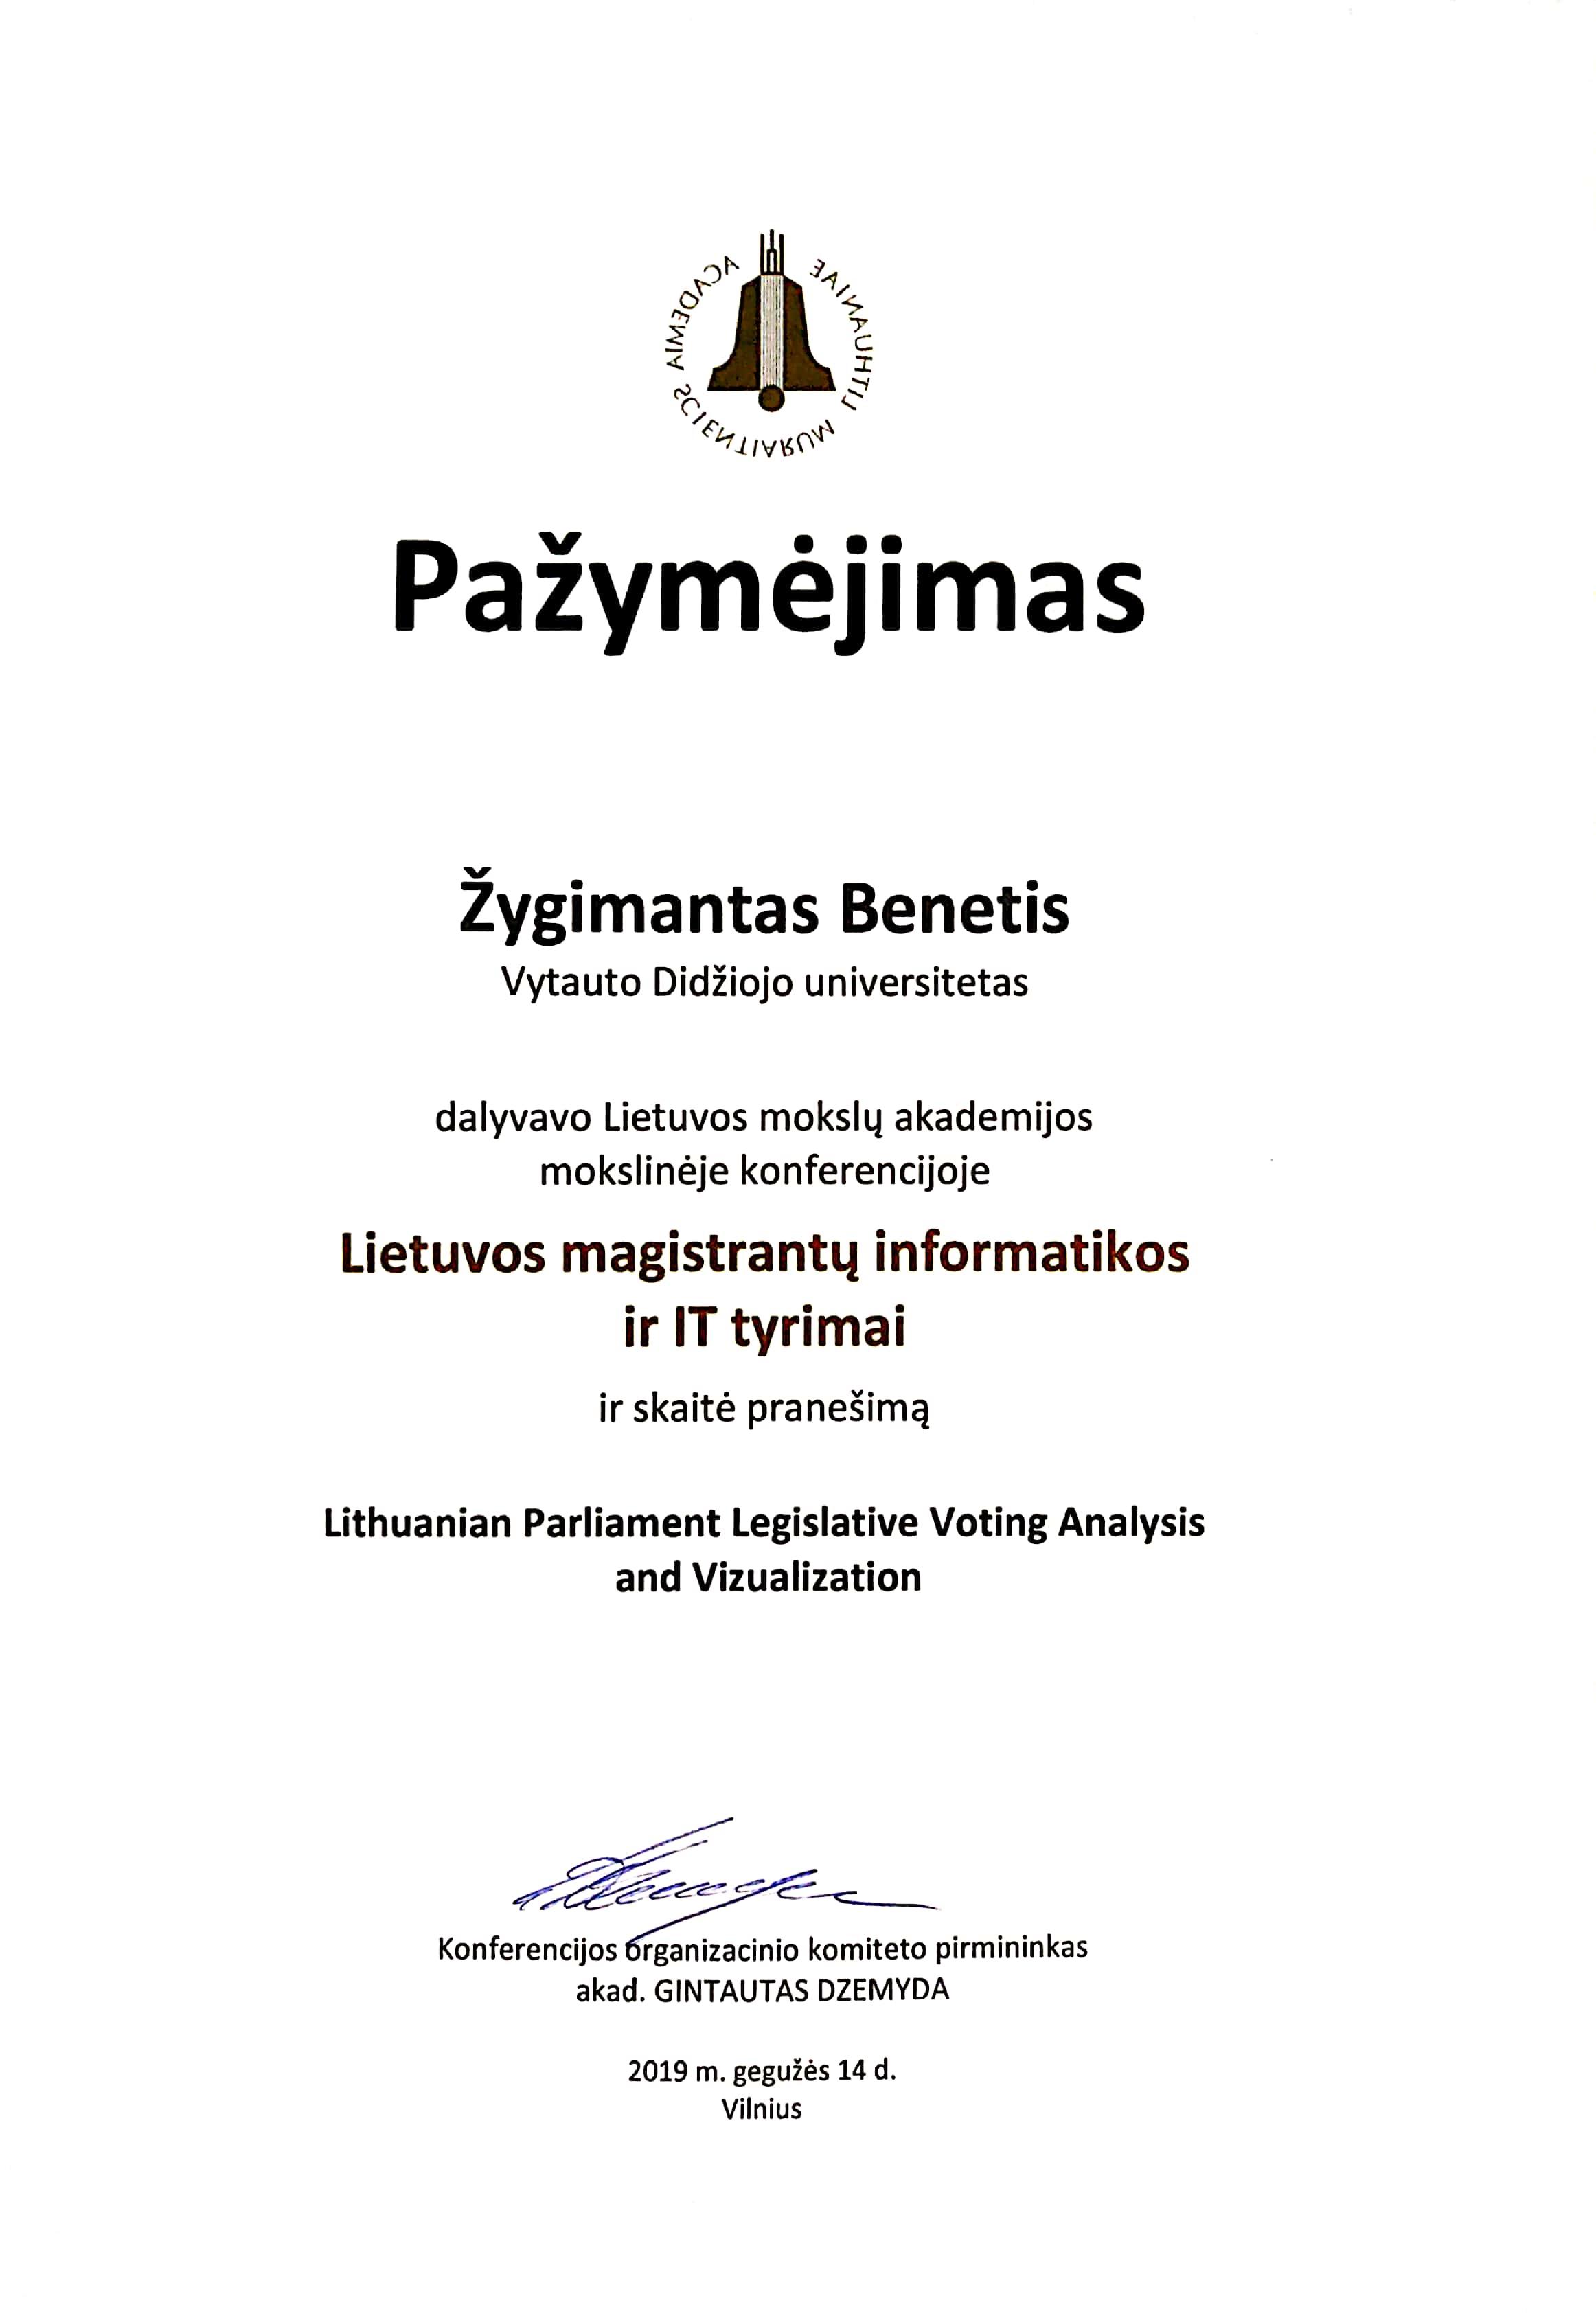 ACADEMIA SCIENTIARUM LITHUANIAE
Pažymėjimas
Žygimantas Benetis
Vytauto Didžiojo universitetas
dalyvavo Lietuvos mokslų akademijos
mokslinėje konferencijoje
Lietuvos magistrantų informatikos
ir IT tyrimai
ir skaitė pranešimą
Lithuanian Parliament Legislative Voting Analysis
and Vizualization
Konferencijos organizacinio komiteto pirmininkas
akad. GINTAUTAS DZEMYDA
2019 m. gegužės 14 d.
Vilnius